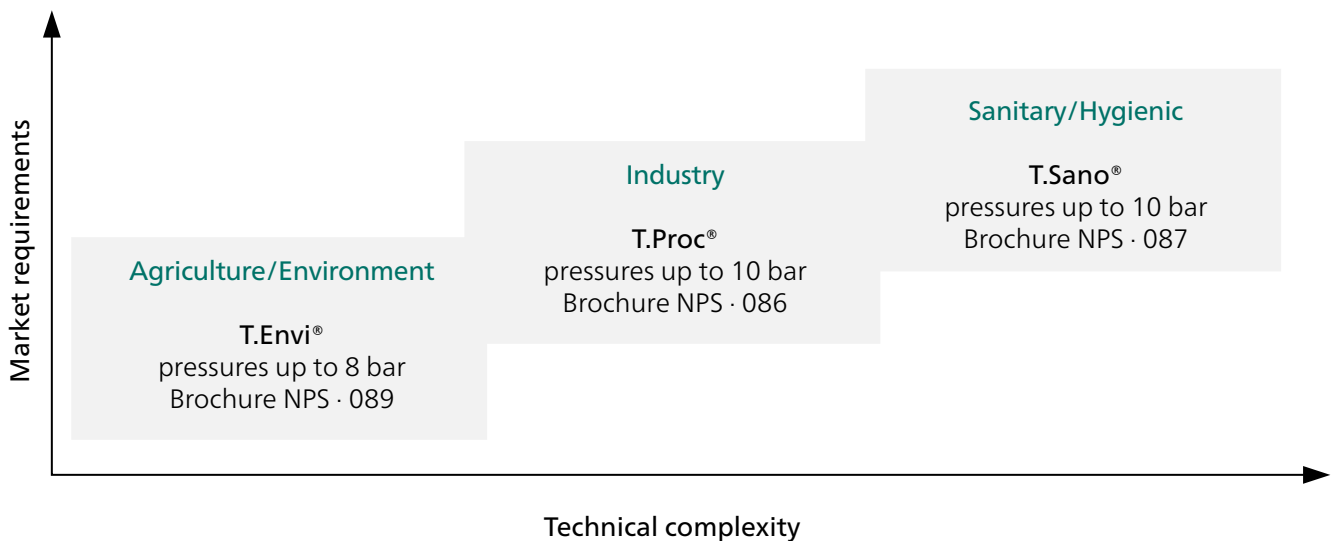 Market requirements
Agriculture/Environment
T.Envi®
pressures up to 8 bar
Brochure NPS · 089
Industry
T.Proc®
pressures up to 10 bar
Brochure NPS · 086
Sanitary/Hygienic
T.Sano®
pressures up to 10 bar
Brochure NPS · 087
Technical complexity